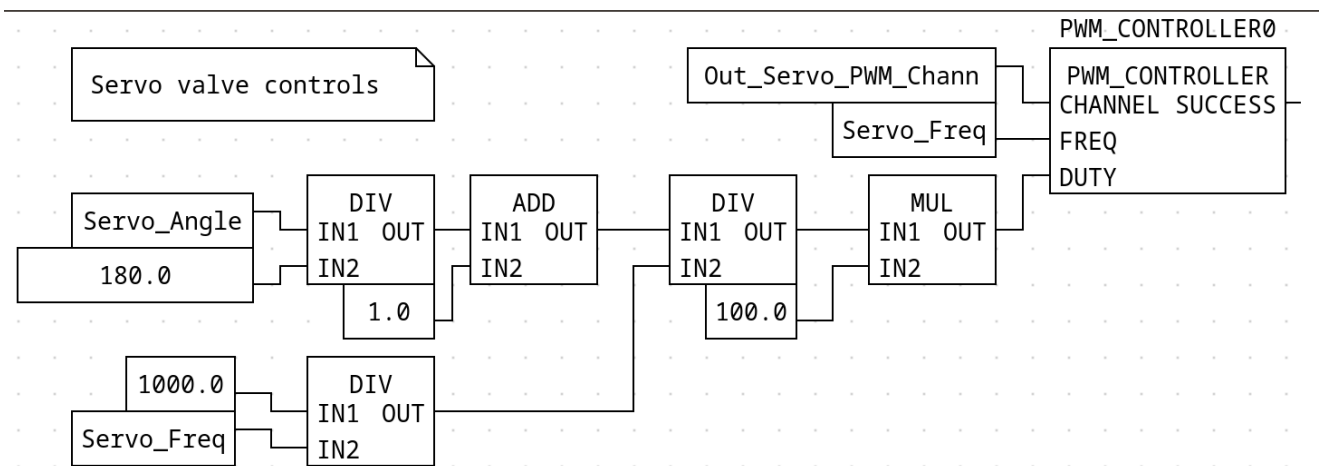 PWM_CONTROLLER0
Servo valve controls
Out_Servo_PWM_Chann
PWM_CONTROLLER
CHANNEL SUCCESS
Servo_Freq
FREQ
DUTY
Servo_Angle
180.0
DIV
IN1 OUT
IN2
1.0
ADD
IN1 OUT
IN2
DIV
IN1 OUT
IN2
100.0
MUL
IN1 OUT
IN2
1000.0
Servo_Freq
DIV
IN1 OUT
IN2